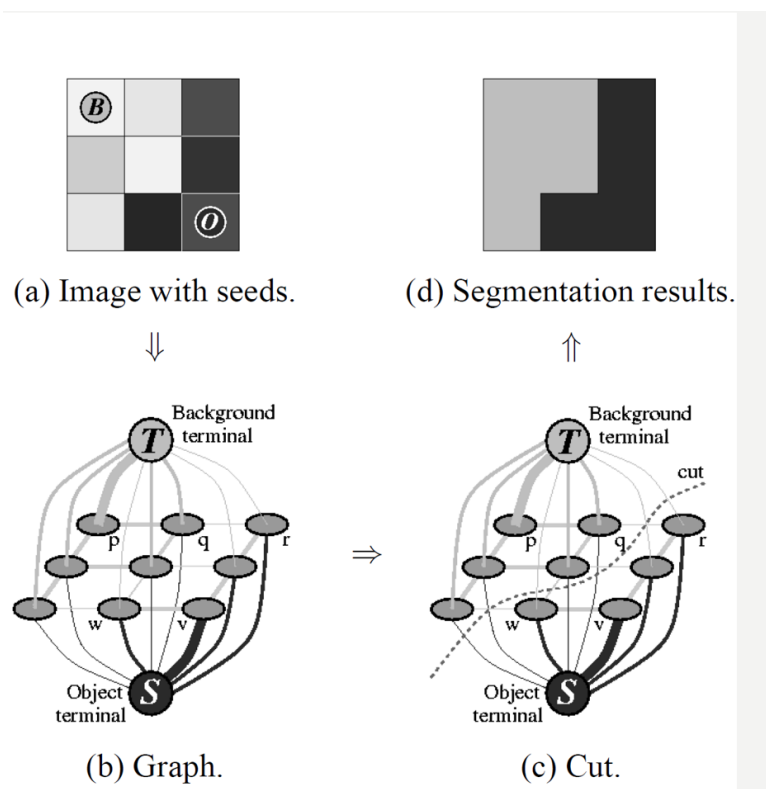 B
O
(a) Image with seeds.
(d) Segmentation results.
⇓
⇑
Background
terminal
T
p
q
r
w
v
Object
terminal
S
(b) Graph.
⇒
Background
terminal
T
cut
p
q
r
w
v
Object
terminal
S
(c) Cut.